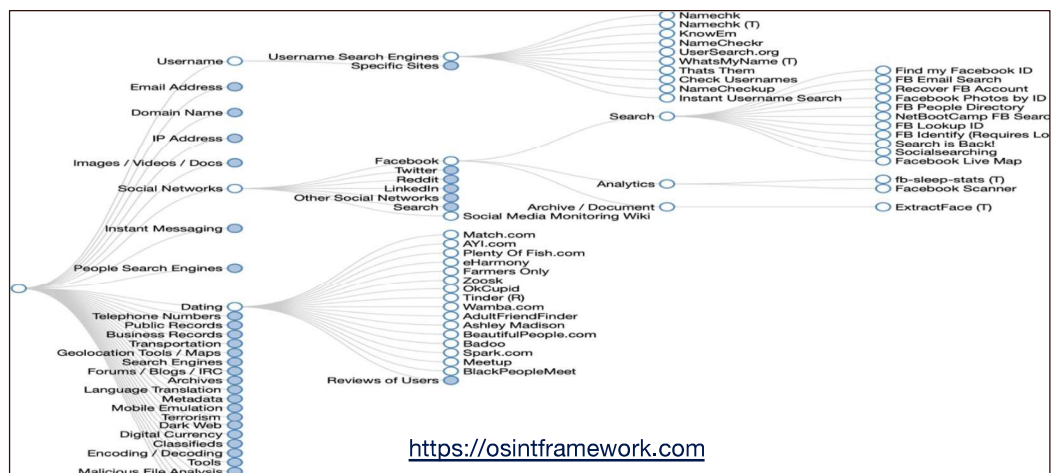 Username
Email Address
Domain Name
IP Address
Images / Videos / Docs
Social Networks
Instant Messaging
People Search Engines
Dating
Telephone Numbers
Public Records
Business Records
Transportation
Geolocation Tools / Maps
Search Engines
Forums / Blogs / IRC
Archives
Language Translation
Metadata
Mobile Emulation
Terrorism
Dark Web
Digital Currency
Classifieds
Encoding / Decoding
Tools
Malicious File Analysis
Username Search Engines
Specific Sites
Facebook
Twitter
Reddit
LinkedIn
Other Social Networks
Search
Social Media Monitoring Wiki
Match.com
AYI.com
Plenty Of Fish.com
eHarmony
Farmers Only
Zoosk
OkCupid
Tinder (R)
Wamba.com
AdultFriendFinder
Ashley Madison
BeautifulPeople.com
Badoo
Spark.com
Meetup
BlackPeopleMeet
Reviews of Users
Namechk
Namechk (T)
KnowEm
NameCheckr
UserSearch.org
WhatsMyName (T)
Thats Them
Check Usernames
NameCheckup
Instant Username Search
Search
Analytics
Archive / Document
Find my Facebook ID
FB Email Search
Recover FB Account
Facebook Photos by ID
FB People Directory
NetBootCamp FB Searc
FB Lookup ID
FB Identify (Requires Lo
Search is Back!
Socialsearching
Facebook Live Map
fb-sleep-stats (T)
Facebook Scanner
ExtractFace (T)
https://osintframework.com